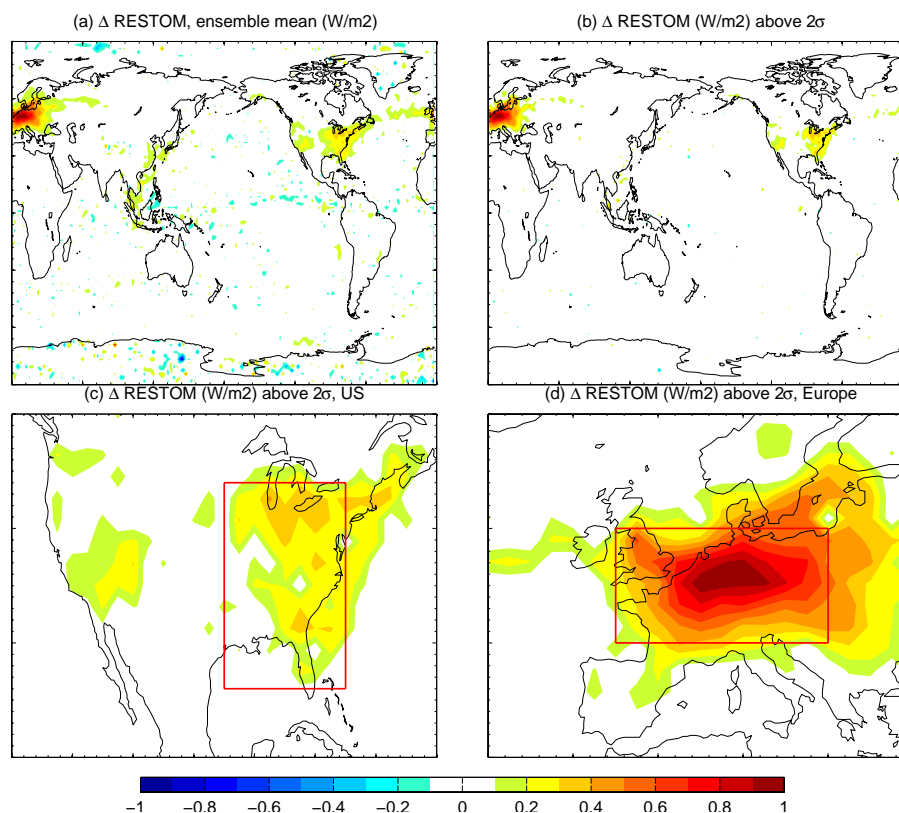 (a) Δ RESTOM, ensemble mean (W/m2)
(b) Δ RESTOM (W/m2) above 2σ
(c) Δ RESTOM (W/m2) above 2σ, US
(d) Δ RESTOM (W/m2) above 2σ, Europe
−1 −0.8 −0.6 −0.4 −0.2 0 0.2 0.4 0.6 0.8 1